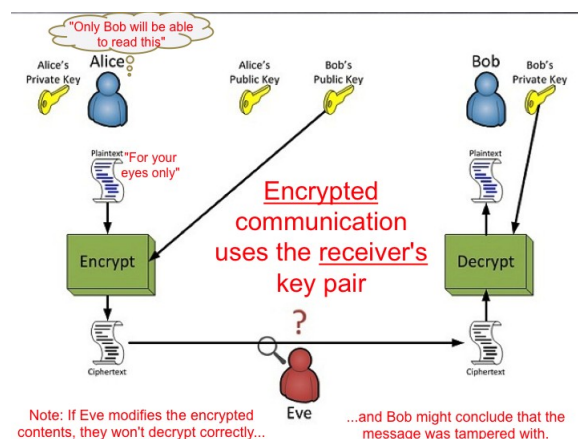 "Only Bob will be able
to read this"
Alice's
Private Key
Alice
Alice's
Public Key
Bob's
Public Key
Bob
Bob's
Private Key
Plaintext
"For your
eyes only"
Plaintext
Encrypted
communication
uses the receiver's
key pair
Encrypt
Decrypt
?
Ciphertext
Eve
Ciphertext
Note: If Eve modifies the encrypted
contents, they won't decrypt correctly...
...and Bob might conclude that the
message was tampered with.